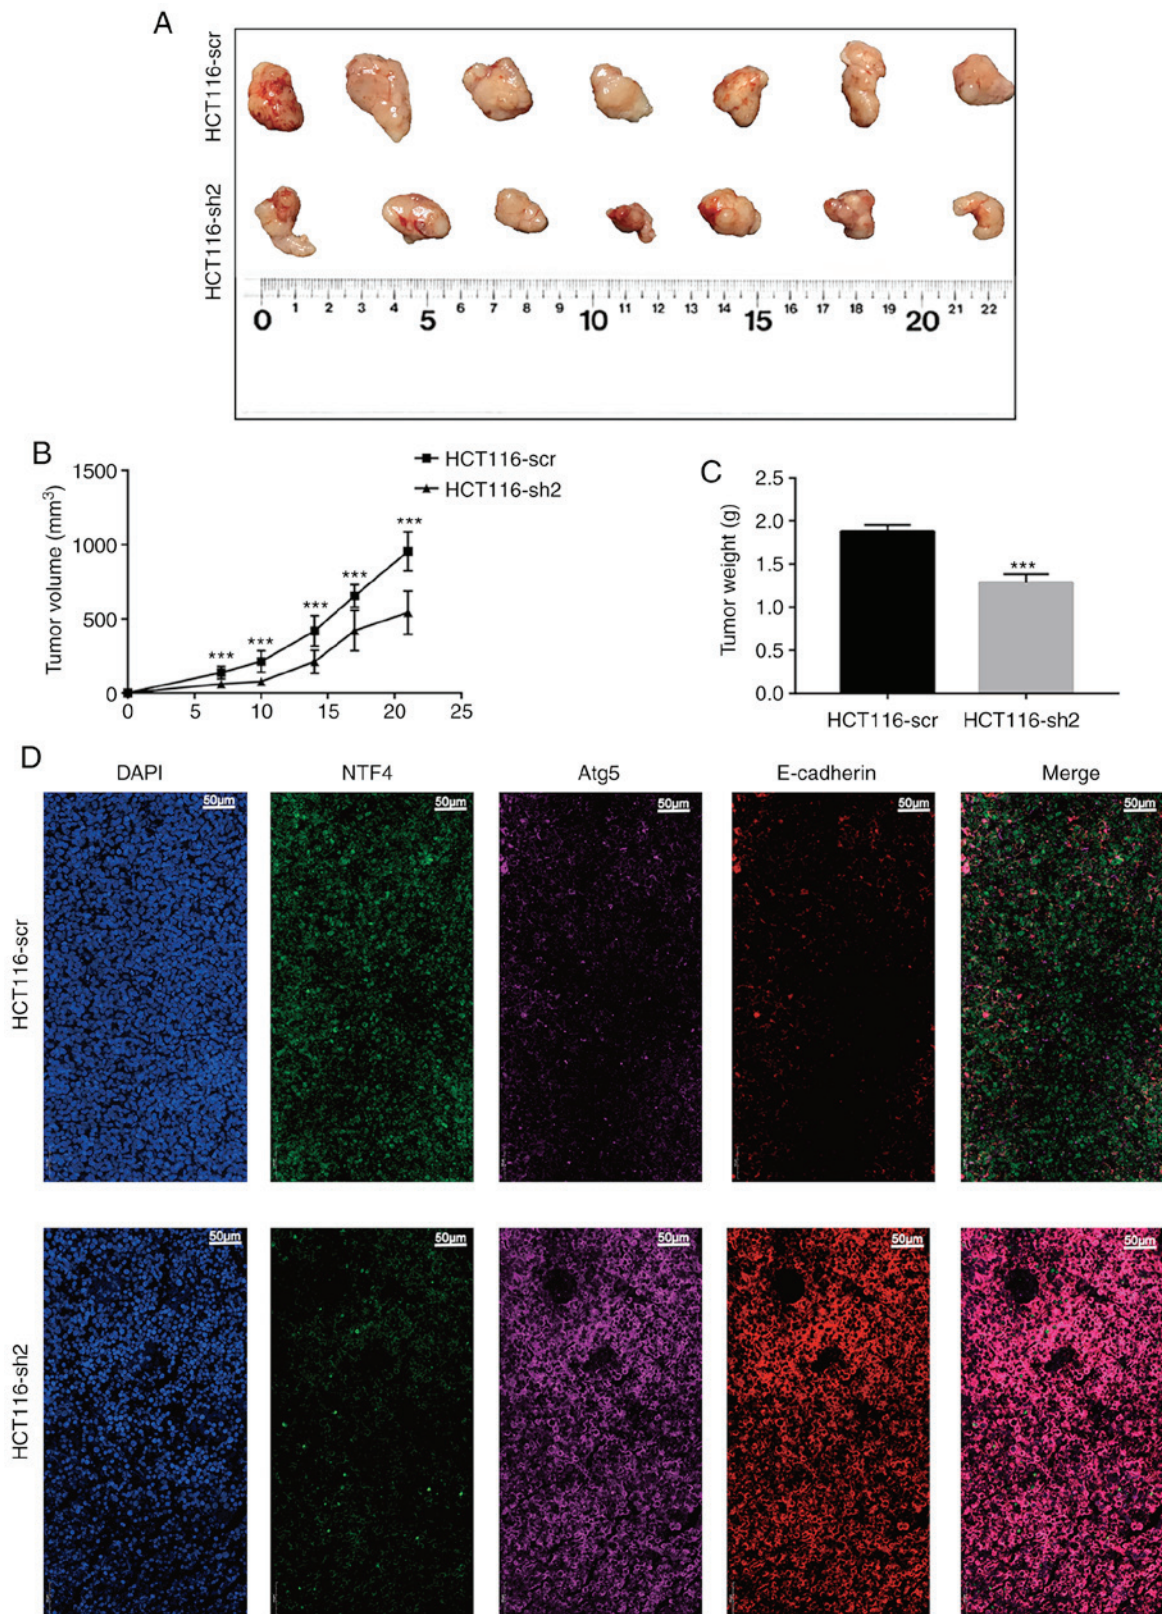 A
HCT116-scr
HCT116-sh2
0 1 2 3 4 5 6 7 8 9 10 11 12 13 14 15 16 17 18 19 20 21 22
B
HCT116-scr
HCT116-sh2
Tumor volume (mm³)
1500
1000
500
0
*** *** *** *** ***
0 5 10 15 20 25
C
Tumor weight (g)
2.5
2.0
1.5
1.0
0.5
0.0
***
HCT116-scr HCT116-sh2
D
DAPI NTF4 Atg5 E-cadherin Merge
HCT116-scr
50µm 50µm 50µm 50µm 50µm
HCT116-sh2
50µm 50µm 50µm 50µm 50µm